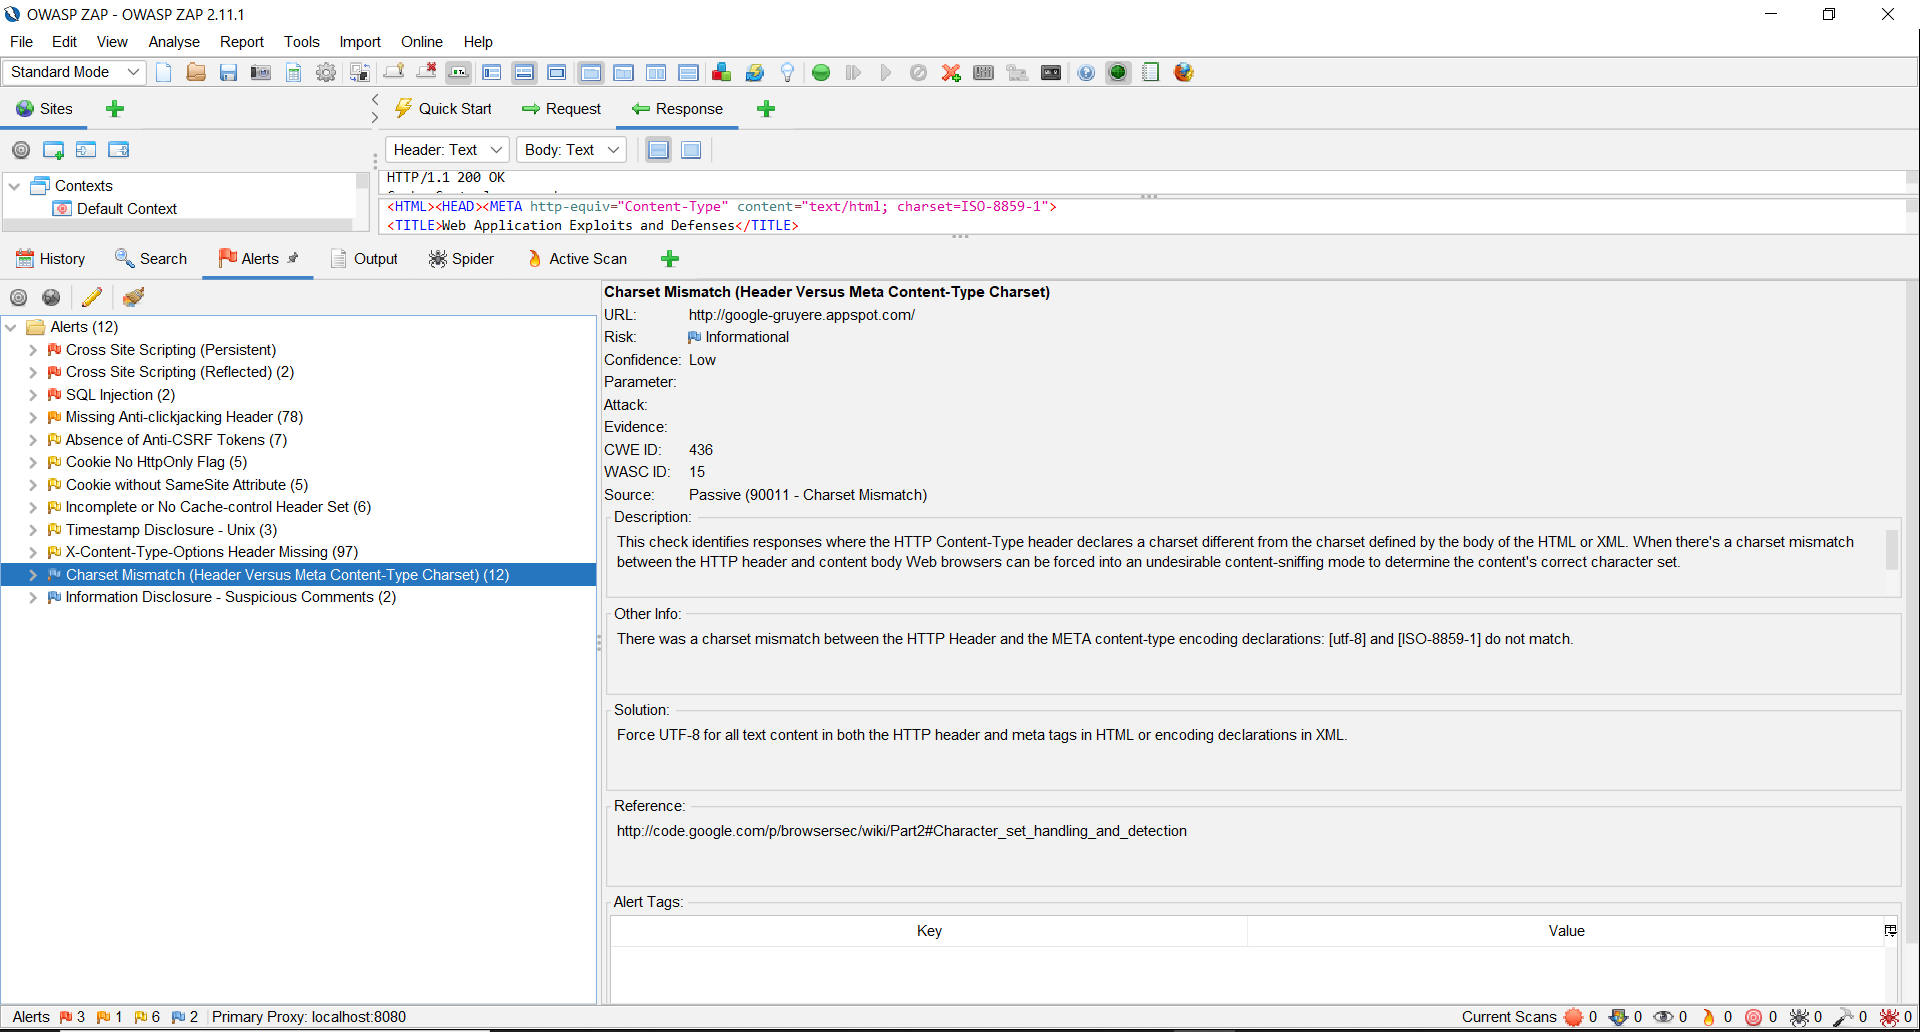 OWASP ZAP - OWASP ZAP 2.11.1
File Edit View Analyse Report Tools Import Online Help
Standard Mode
Sites
Quick Start Request Response
Header: Text Body: Text
Contexts
Default Context
HTTP/1.1 200 OK
<HTML><HEAD><META http-equiv="Content-Type" content="text/html; charset=ISO-8859-1">
<TITLE>Web Application Exploits and Defenses</TITLE>
History Search Alerts Output Spider Active Scan
Alerts (12)
Cross Site Scripting (Persistent)
Cross Site Scripting (Reflected) (2)
SQL Injection (2)
Missing Anti-clickjacking Header (78)
Absence of Anti-CSRF Tokens (7)
Cookie No HttpOnly Flag (5)
Cookie without SameSite Attribute (5)
Incomplete or No Cache-control Header Set (6)
Timestamp Disclosure - Unix (3)
X-Content-Type-Options Header Missing (97)
Charset Mismatch (Header Versus Meta Content-Type Charset) (12)
Information Disclosure - Suspicious Comments (2)
Charset Mismatch (Header Versus Meta Content-Type Charset)
URL: http://google-gruyere.appspot.com/
Risk: Informational
Confidence: Low
Parameter:
Attack:
Evidence:
CWE ID: 436
WASC ID: 15
Source: Passive (90011 - Charset Mismatch)
Description:
This check identifies responses where the HTTP Content-Type header declares a charset different from the charset defined by the body of the HTML or XML. When there's a charset mismatch
between the HTTP header and content body Web browsers can be forced into an undesirable content-sniffing mode to determine the content's correct character set.
Other Info:
There was a charset mismatch between the HTTP Header and the META content-type encoding declarations: [utf-8] and [ISO-8859-1] do not match.
Solution:
Force UTF-8 for all text content in both the HTTP header and meta tags in HTML or encoding declarations in XML.
Reference:
http://code.google.com/p/browsersec/wiki/Part2#Character_set_handling_and_detection
Alert Tags:
Key Value
Alerts 3 1 6 2 Primary Proxy: localhost:8080 Current Scans 0 0 0 0 0 0 0 0